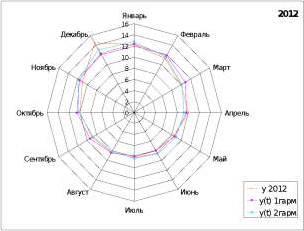 2012
Январь
Февраль
Март
Апрель
Май
Июнь
Июль
Август
Сентябрь
Октябрь
Ноябрь
Декабрь
16
14
12
10
8
6
4
2
0
y 2012
y(t) 1гарм
y(t) 2гарм